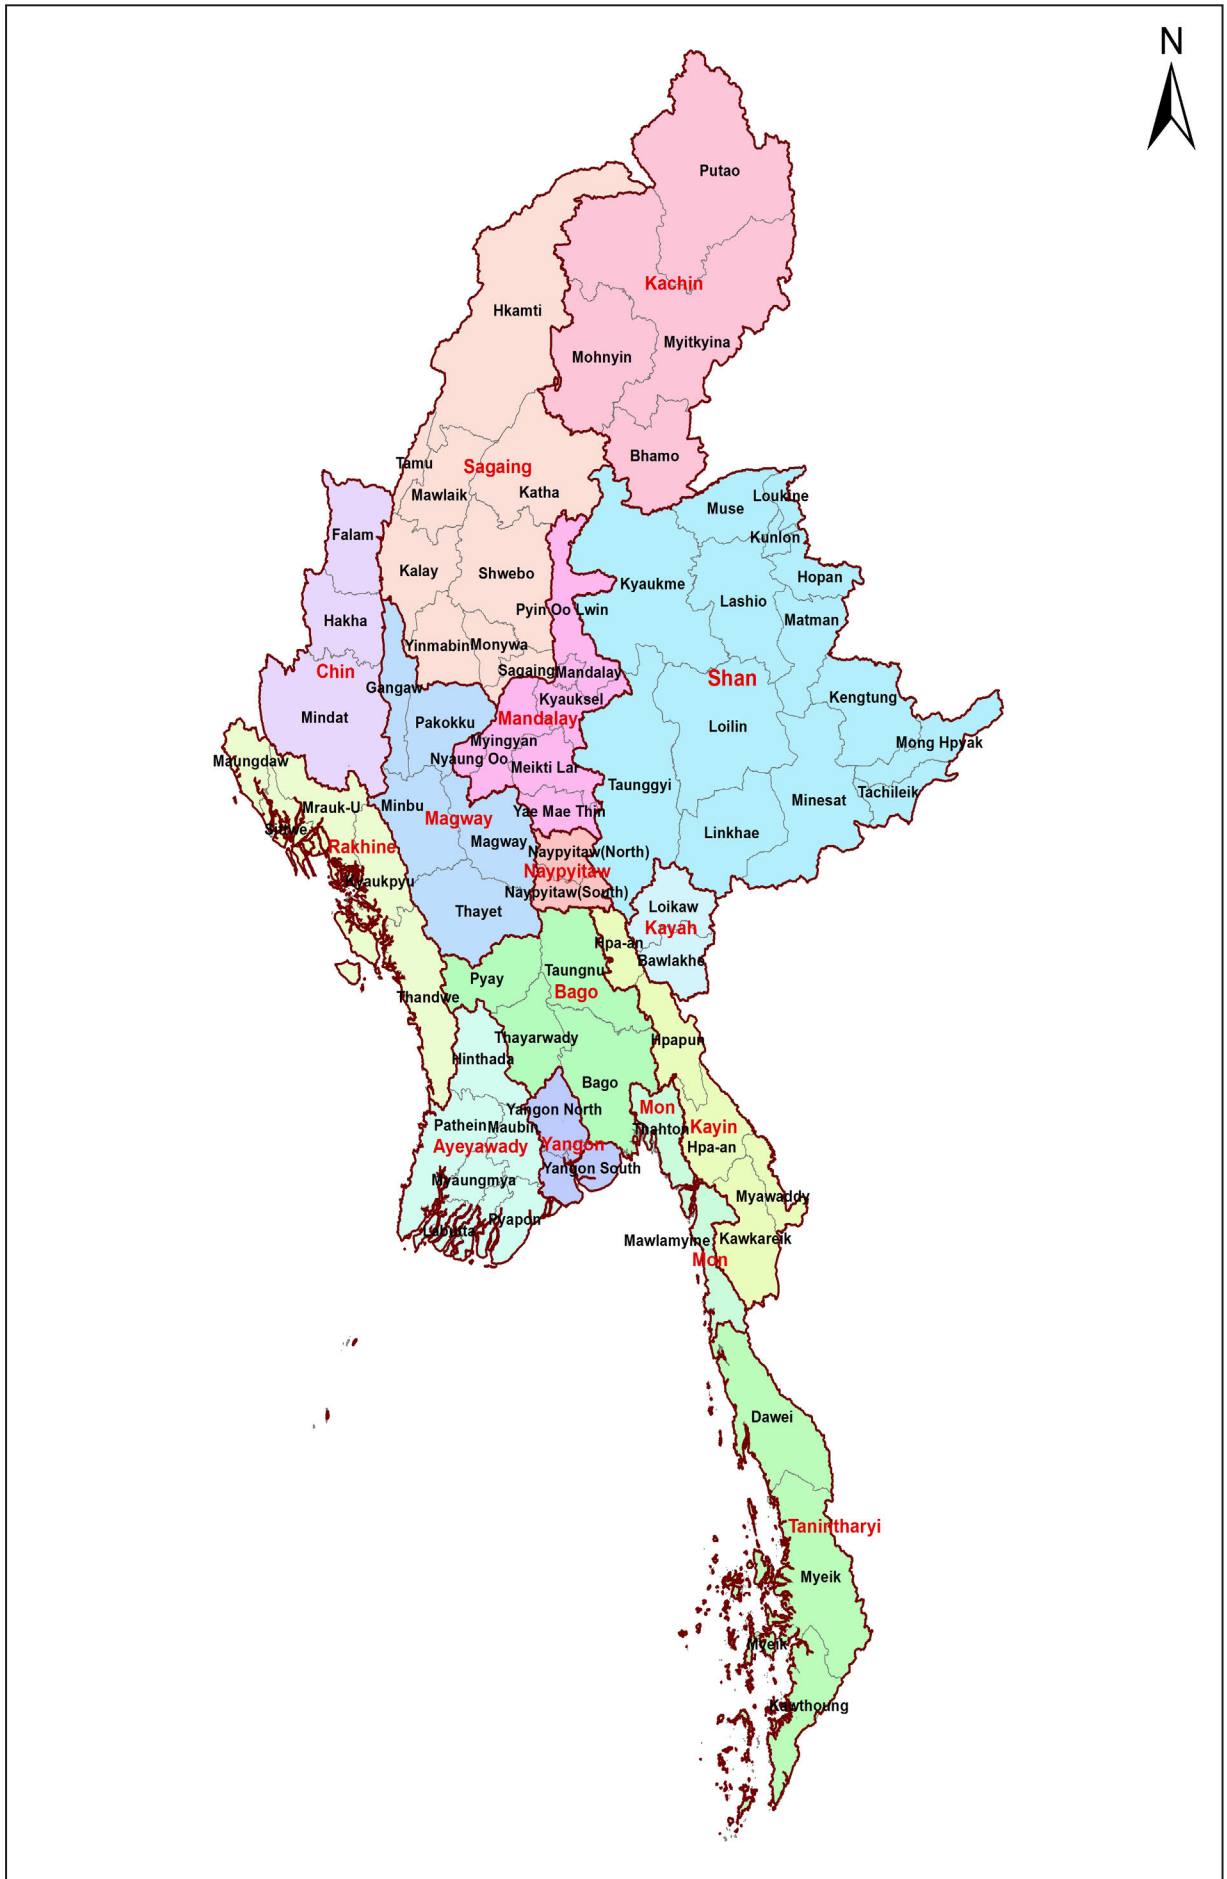 N
Putao
Kachin
Hkamti
Myitkyina
Mohnyin
Bhamo
Tamu
Sagaing
Mawlaik
Katha
Loukine
Muse
Falam
Kunlon
Kalay
Shwebo
Hopan
Kyaukme
Lashio
Pyin Oo Lwin
Hakha
Matman
Yinmabin
Monywa
Chin
Sagaing
Mandalay
Shan
Gangaw
Kyauksel
Kengtung
Mindat
Pakokku
Mandalay
Loilin
Myingyan
Mong Hpyak
Maungdaw
Nyaung Oo
Meikti Lar
Taunggyi
Tachileik
Minesat
Mrauk-U
Minbu
Yae Mae Thin
Magway
Sittwe
Linkhae
Rakhine
Magway
Naypyitaw(North)
Naypyitaw
Kyaukpyu
Naypyitaw(South)
Thayet
Loikaw
Kayah
Hpa-an
Bawlakhe
Pyay
Taungnu
Bago
Thandwe
Thayarwady
Hpapun
Hinthada
Bago
Yangon North
Mon
Pathein
Maubin
Thahton
Kayin
Ayeyawady
Yangon
Hpa-an
Yangon South
Myaungmya
Myawaddy
Pyapon
Labutta
Mawlamyine
Kawkareik
Mon
Dawei
Tanintharyi
Myeik
Myeik
Kawthoung